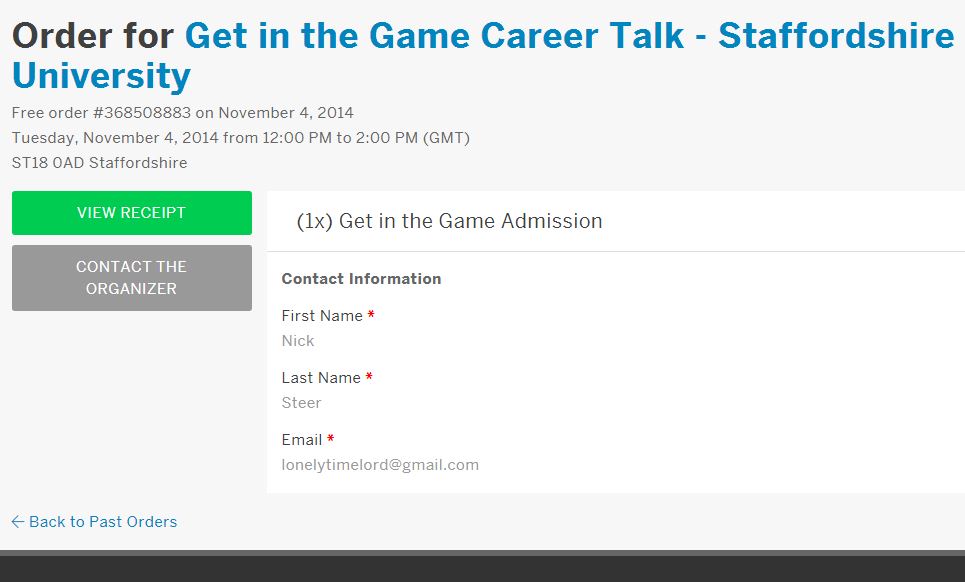 Order for Get in the Game Career Talk - Staffordshire
University
Free order #368508883 on November 4, 2014
Tuesday, November 4, 2014 from 12:00 PM to 2:00 PM (GMT)
ST18 0AD Staffordshire
VIEW RECEIPT
CONTACT THE
ORGANIZER
(1x) Get in the Game Admission
Contact Information
First Name *
Nick
Last Name *
Steer
Email *
lonelytimelord@gmail.com
← Back to Past Orders